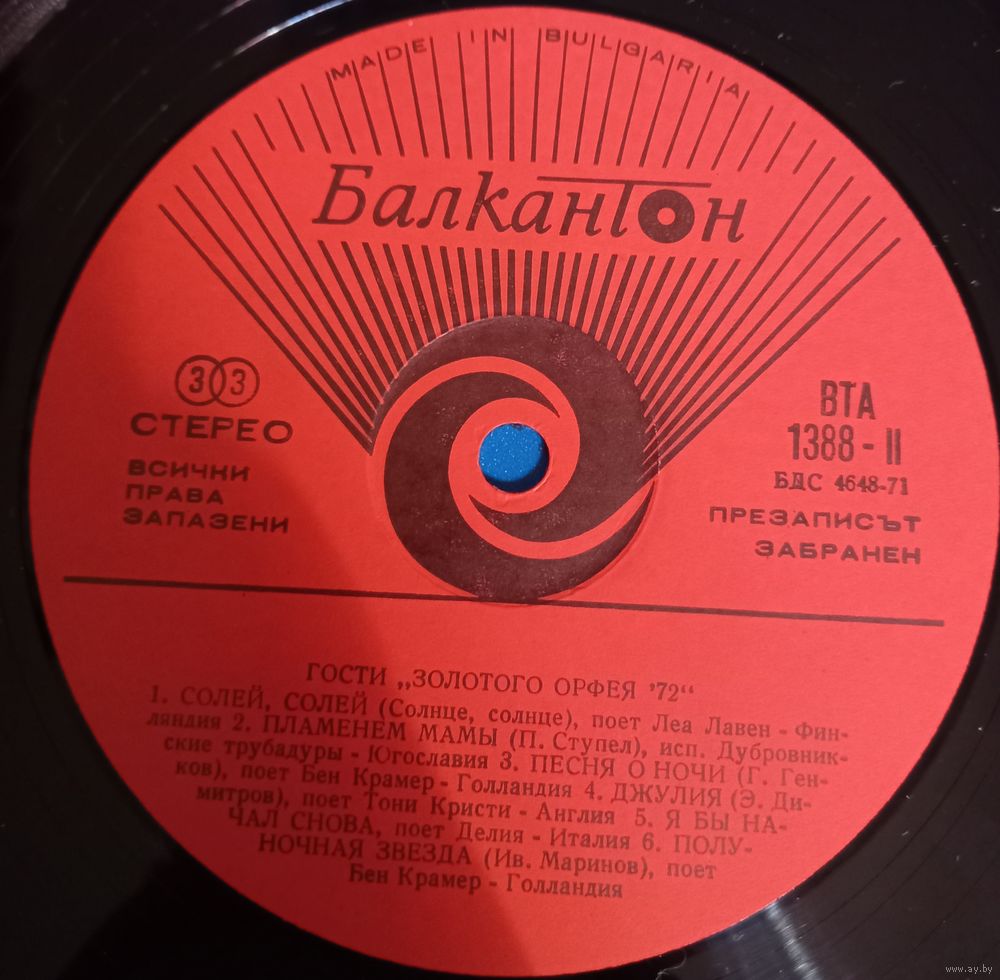 MADE IN BULGARIA
Балкантон
33
СТЕРЕО
ВСИЧКИ
ПРАВА
ЗАПАЗЕНИ
ВТА
1388 - II
БДС 4648-71
ПРЕЗАПИСЪТ
ЗАБРАНЕН
ГОСТИ „ЗОЛОТОГО ОРФЕЯ '72“
1. СОЛЕЙ, СОЛЕЙ (Солнце, солнце), поет Леа Лавен - Фин-
ляндия 2. ПЛАМЕНЕМ МАМЫ (П. Ступел), исп. Дубровник-
ские трубадуры - Югославия 3. ПЕСНЯ О НОЧИ (Г. Ген-
ков), поет Бен Крамер - Голландия 4. ДЖУЛИЯ (Э. Ди-
митров), поет Тони Кристи - Англия 5. Я БЫ НА-
ЧАЛ СНОВА, поет Делия - Италия 6. ПОЛУ-
НОЧНАЯ ЗВЕЗДА (Ив. Маринов), поет
Бен Крамер - Голландия
www.ay.by